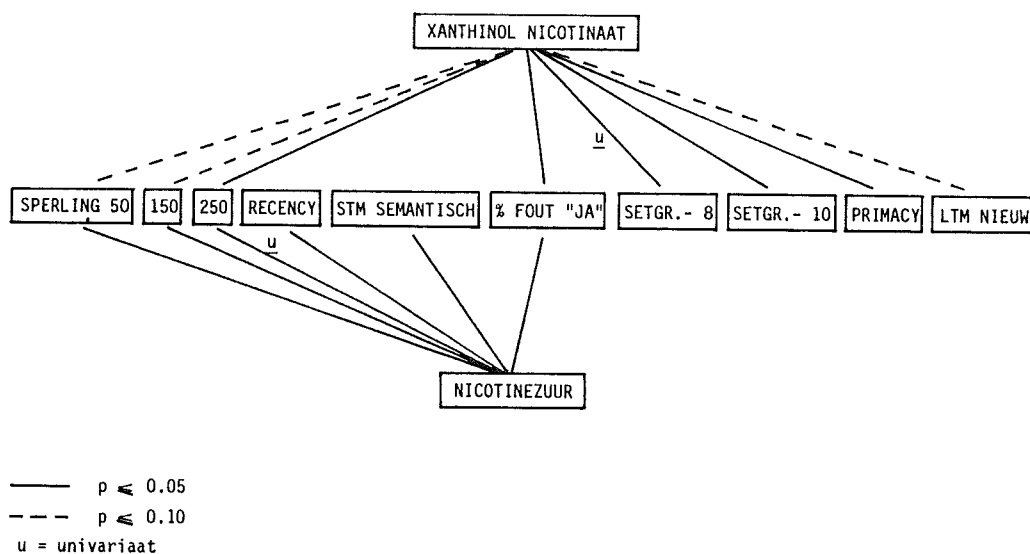 XANTHINOL NICOTINAAT
u
SPERLING 50 150 250 RECENCY STM SEMANTISCH % FOUT "JA" SETGR.- 8 SETGR.- 10 PRIMACY LTM NIEUW
u
NICOTINEZUUR
p ⩽ 0.05
p ⩽ 0.10
u = univariaat